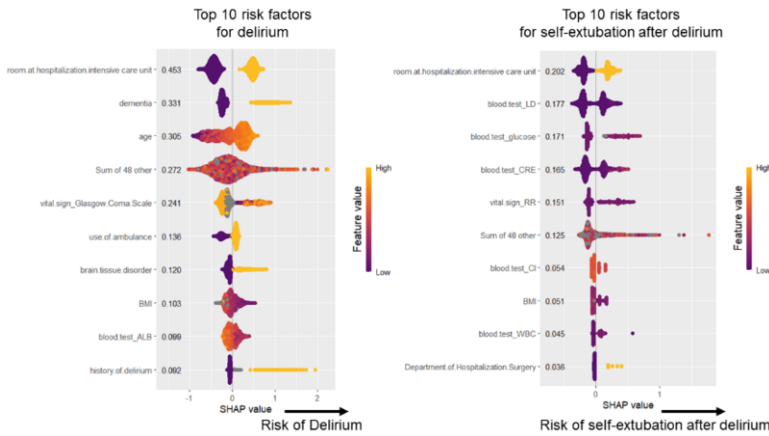 Top 10 risk factors
for delirium
room.at.hospitalization.intensive care unit 0.453
dementia 0.331
age 0.305
Sum of 48 other 0.272
vital.sign_Glasgow.Coma.Scale 0.241
use.of.ambulance 0.136
brain.tissue.disorder 0.120
BMI 0.103
blood.test_ALB 0.099
history.of.delirium 0.092
-1 0 1 2
SHAP value
Risk of Delirium
High
Feature value
Low
Top 10 risk factors
for self-extubation after delirium
room.at.hospitalization.intensive care unit 0.202
blood.test_LD 0.177
blood.test_glucose 0.171
blood.test_CRE 0.165
vital.sign_RR 0.151
Sum of 48 other 0.125
blood.test_Cl 0.054
BMI 0.051
blood.test_WBC 0.045
Department.of.Hospitalization.Surgery 0.036
0 1
SHAP value
Risk of self-extubation after delirium
High
Feature value
Low